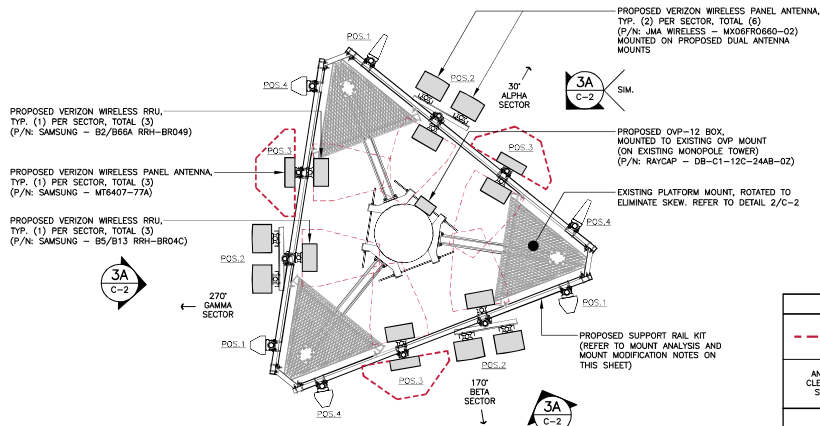 PROPOSED VERIZON WIRELESS PANEL ANTENNA,
TYP. (2) PER SECTOR, TOTAL (6)
(P/N: JMA WIRELESS - MX06FRO660-02)
MOUNTED ON PROPOSED DUAL ANTENNA
MOUNTS
POS.1
POS.2
POS.4
30°
ALPHA
SECTOR
3A
C-2
SIM.
PROPOSED VERIZON WIRELESS RRU,
TYP. (1) PER SECTOR, TOTAL (3)
(P/N: SAMSUNG - B2/B66A RRH-BR049)
PROPOSED OVP-12 BOX,
MOUNTED TO EXISTING OVP MOUNT
(ON EXISTING MONOPOLE TOWER)
(P/N: RAYCAP - DB-C1-12C-24AB-0Z)
POS.3
POS.3
PROPOSED VERIZON WIRELESS PANEL ANTENNA,
TYP. (1) PER SECTOR, TOTAL (3)
(P/N: SAMSUNG - MT6407-77A)
EXISTING PLATFORM MOUNT, ROTATED TO
ELIMINATE SKEW. REFER TO DETAIL 2/C-2
PROPOSED VERIZON WIRELESS RRU,
TYP. (1) PER SECTOR, TOTAL (3)
(P/N: SAMSUNG - B5/B13 RRH-BR04C)
POS.4
POS.2
3A
C-2
270°
GAMMA
SECTOR
POS.1
POS.1
PROPOSED SUPPORT RAIL KIT
(REFER TO MOUNT ANALYSIS AND
MOUNT MODIFICATION NOTES ON
THIS SHEET)
POS.2
POS.3
170°
BETA
SECTOR
POS.4
3A
C-2
AN
CLE
S